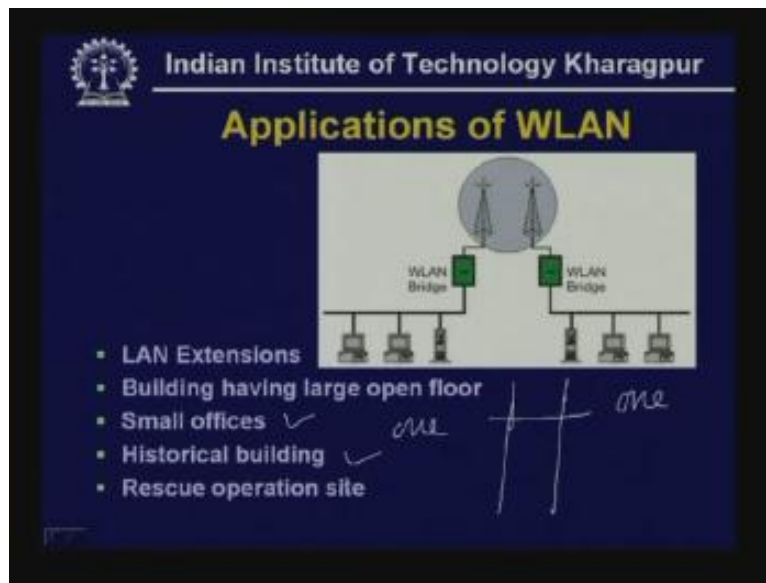 Indian Institute of Technology Kharagpur
Applications of WLAN
WLAN
Bridge
WLAN
Bridge
LAN Extensions
Building having large open floor
Small offices
Historical building
Rescue operation site
one
one